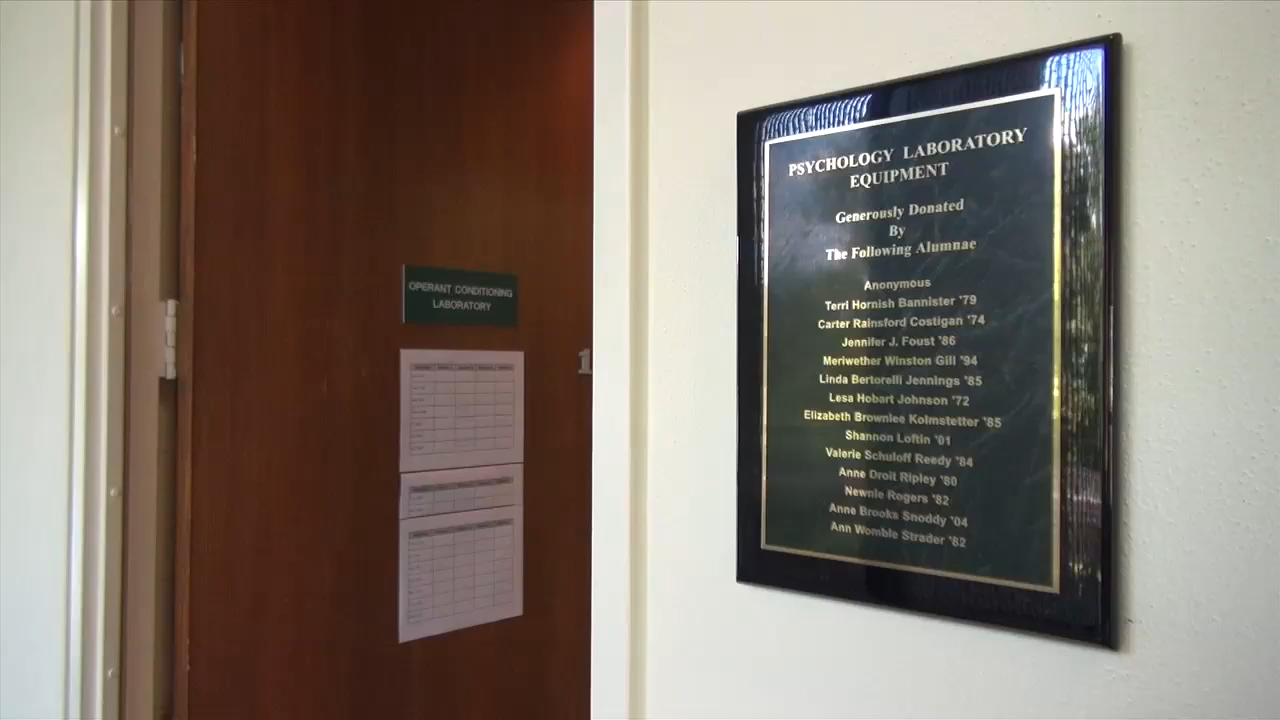 OPERANT CONDITIONING
LABORATORY
1
PSYCHOLOGY LABORATORY
EQUIPMENT
Generously Donated
By
The Following Alumnae
Anonymous
Terri Hornish Bannister '79
Carter Rainsford Costigan '74
Jennifer J. Foust '86
Meriwether Winston Gill '94
Linda Bertorelli Jennings '85
Lesa Hobart Johnson '72
Elizabeth Brownlee Kolmstetter '85
Shannon Loftin '01
Valerie Schuloff Reedy '84
Anne Droit Ripley '80
Newnie Rogers '82
Anne Brooks Snoddy '04
Ann Womble Strader '82